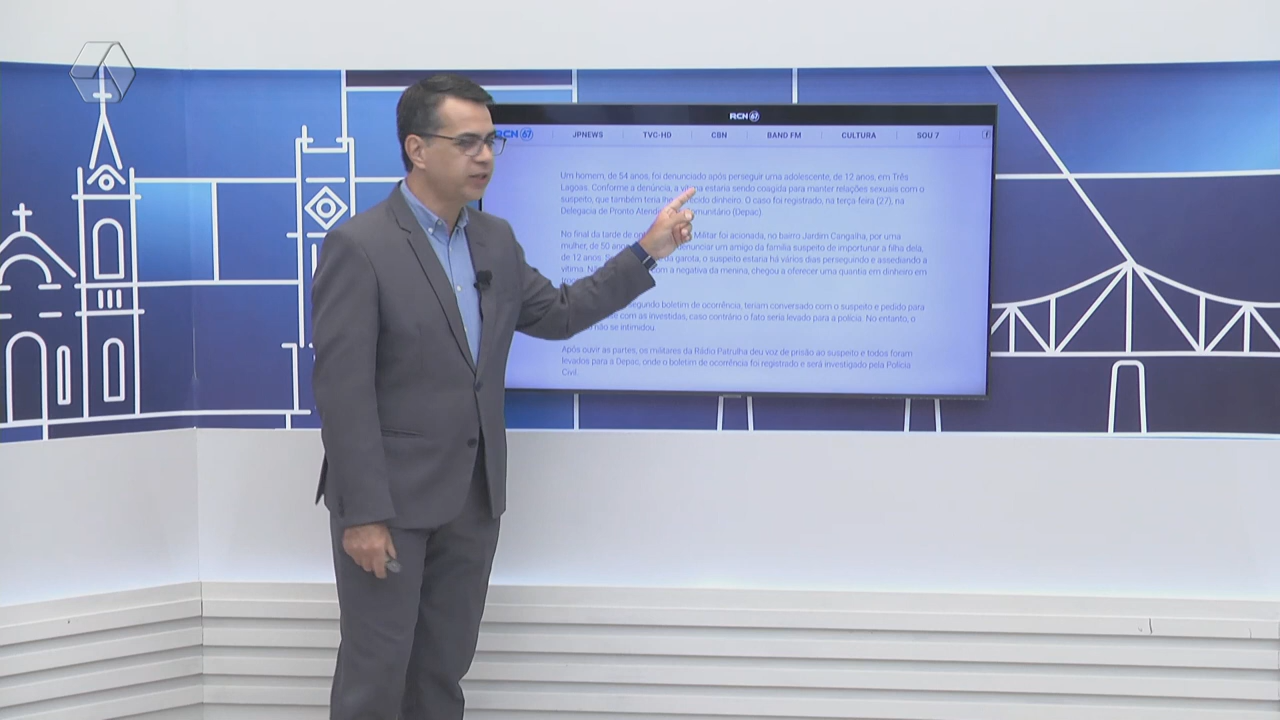 RCN 67
RCN 67 JPNEWS TVC-HD CBN BAND FM CULTURA SOU 7
Um homem, de 54 anos, foi denunciado após perseguir uma adolescente, de 12 anos, em Três
Lagoas. Conforme a denúncia, a estaria sendo coagida para manter relações sexuais com o
suspeito, que também teria dinheiro. O caso foi registrado, na terça-feira (27), na
Delegacia de Pronto (Depac).
No final da tarde de Militar foi acionada, no bairro Jardim Cangalha, por uma
mulher, de 50 denunciar um amigo da família suspeito de importunar a filha dela,
de 12 anos. da garota, o suspeito estaria há vários dias perseguindo e assediando a
vítima. com a negativa da menina, chegou a oferecer uma quantia em dinheiro em
segundo boletim de ocorrência, teriam conversado com o suspeito e pedido para
com as investidas, caso contrário o fato seria levado para a polícia. No entanto, o
não se intimidou.
Após ouvir as partes, os militares da Rádio Patrulha deu voz de prisão ao suspeito e todos foram
levados para a Depac, onde o boletim de ocorrência foi registrado e será investigado pela Polícia
Civil.